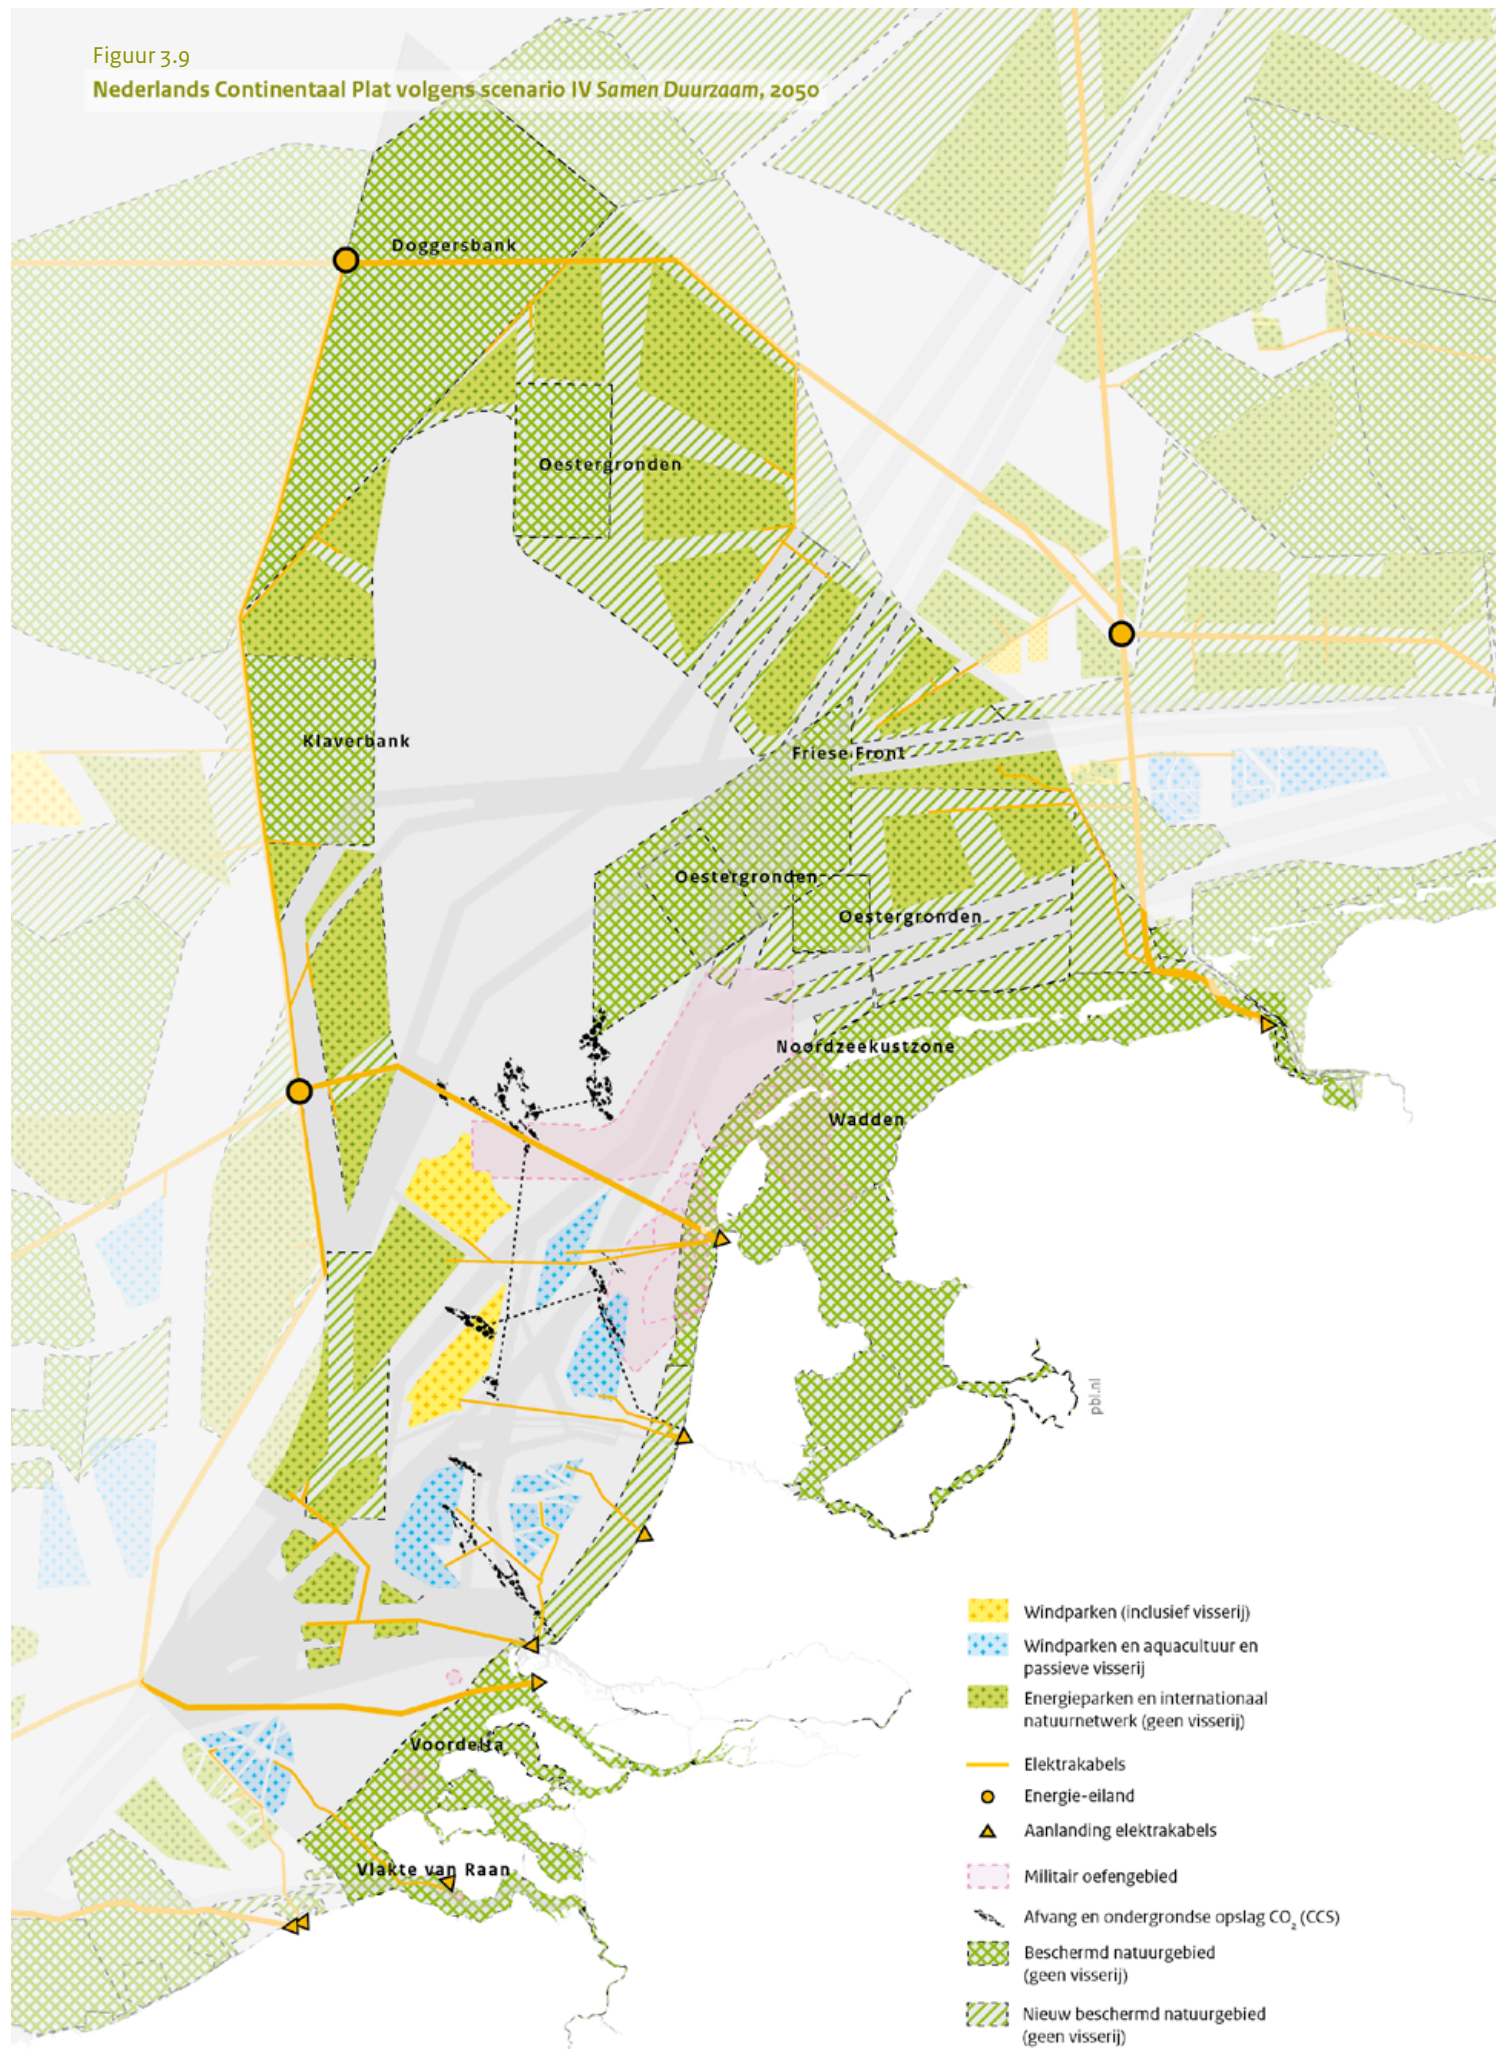 Figuur 3.9
Nederlands Continentaal Plat volgens scenario IV Samen Duurzaam, 2050
Doggersbank
Oestergronden
Klaverbank
Friese Front
Oestergronden
Oestergronden
Noordzeekustzone
Wadden
pbl.nl
Voordelta
Vlakte van Raan
Windparken (inclusief visserij)
Windparken en aquacultuur en
passieve visserij
Energieparken en internationaal
natuurnetwerk (geen visserij)
Elektrakabels
Energie-eiland
Aanlanding elektrakabels
Militair oefengebied
Afvang en ondergrondse opslag CO₂ (CCS)
Beschermd natuurgebied
(geen visserij)
Nieuw beschermd natuurgebied
(geen visserij)